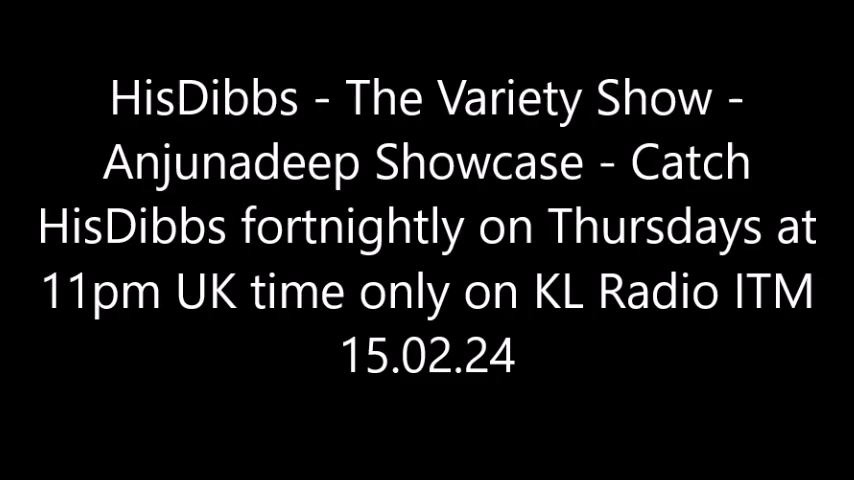 HisDibbs - The Variety Show -
Anjunadeep Showcase - Catch
HisDibbs fortnightly on Thursdays at
11pm UK time only on KL Radio ITM
15.02.24